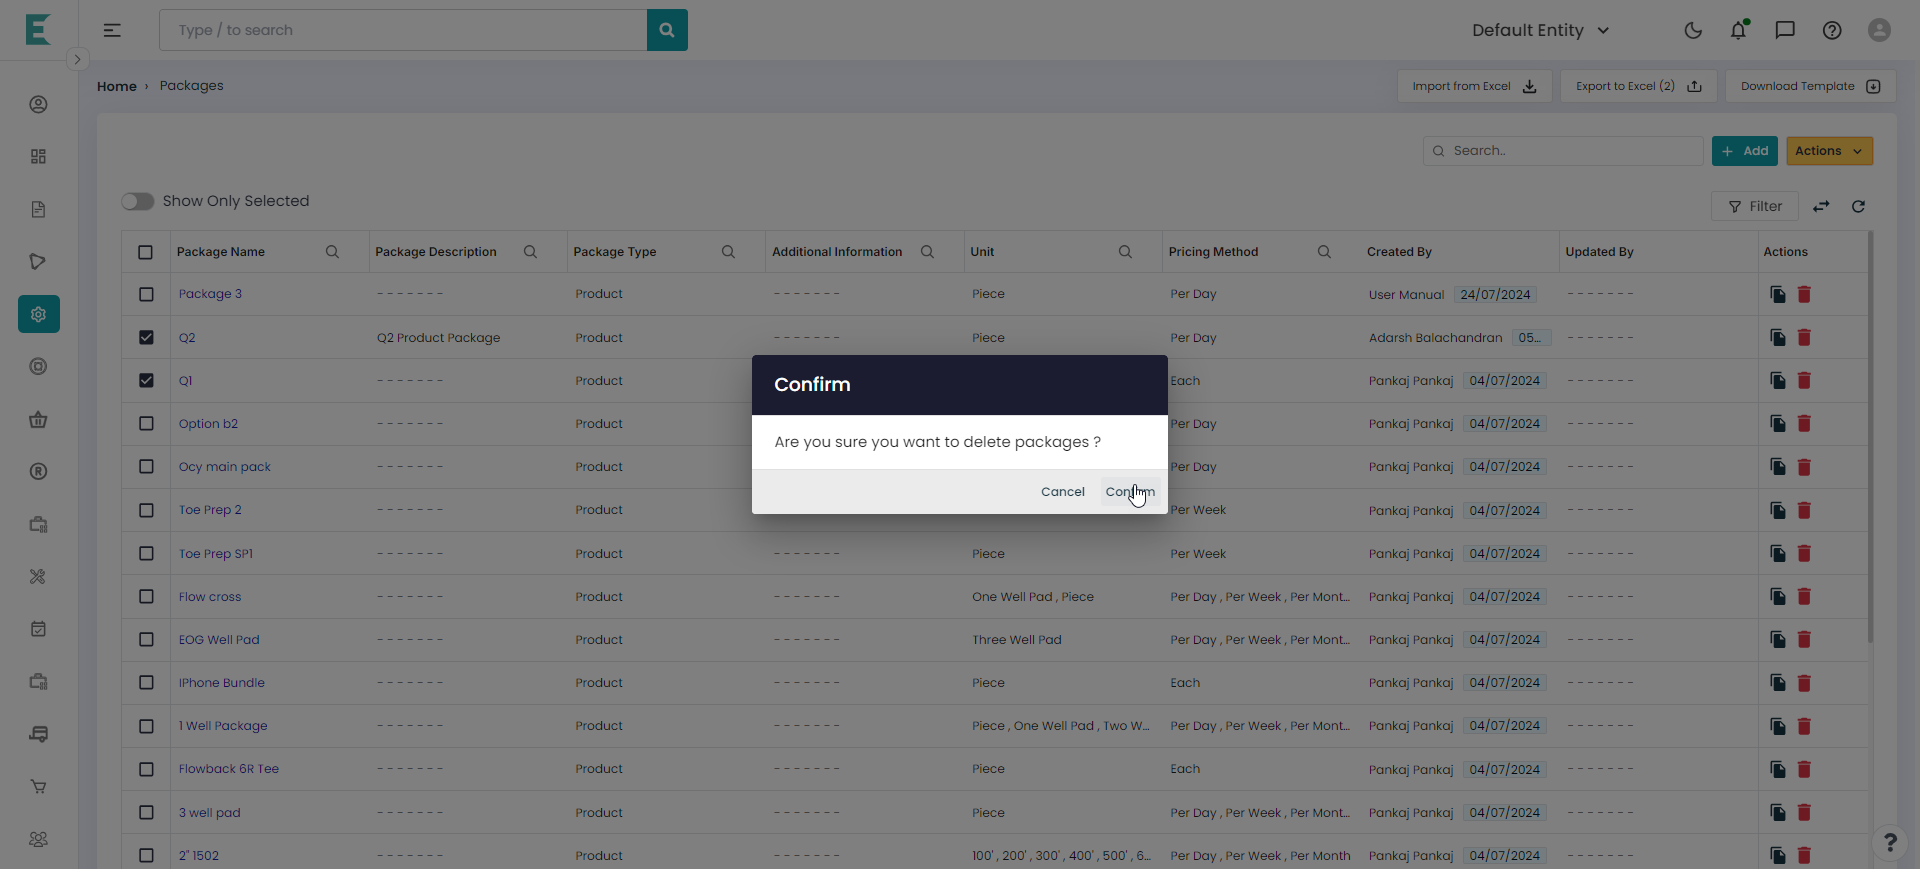 Type / to search
Default Entity
Home › Packages
Import from Excel
Export to Excel (2)
Download Template
Search..
+ Add
Actions
Show Only Selected
Filter
Package Name Package Description Package Type Additional Information Unit Pricing Method Created By Updated By Actions
Package 3 - - - - - - - Product - - - - - - - Piece Per Day User Manual 24/07/2024 - - - - - - -
Q2 Q2 Product Package Product - - - - - - - Piece Per Day Adarsh Balachandran 05... - - - - - - -
Q1 - - - - - - - Product Each Pankaj Pankaj 04/07/2024 - - - - - - -
Option b2 - - - - - - - Product Per Day Pankaj Pankaj 04/07/2024 - - - - - - -
Ocy main pack - - - - - - - Product Per Day Pankaj Pankaj 04/07/2024 - - - - - - -
Toe Prep 2 - - - - - - - Product Per Week Pankaj Pankaj 04/07/2024 - - - - - - -
Toe Prep SP1 - - - - - - - Product - - - - - - - Piece Per Week Pankaj Pankaj 04/07/2024 - - - - - - -
Flow cross - - - - - - - Product - - - - - - - One Well Pad , Piece Per Day , Per Week , Per Mont... Pankaj Pankaj 04/07/2024 - - - - - - -
EOG Well Pad - - - - - - - Product - - - - - - - Three Well Pad Per Day , Per Week , Per Mont... Pankaj Pankaj 04/07/2024 - - - - - - -
IPhone Bundle - - - - - - - Product - - - - - - - Piece Each Pankaj Pankaj 04/07/2024 - - - - - - -
1 Well Package - - - - - - - Product - - - - - - - Piece , One Well Pad , Two W... Per Day , Per Week , Per Mont... Pankaj Pankaj 04/07/2024 - - - - - - -
Flowback 6R Tee - - - - - - - Product - - - - - - - Piece Each Pankaj Pankaj 04/07/2024 - - - - - - -
3 well pad - - - - - - - Product - - - - - - - Piece Per Day , Per Week , Per Mont... Pankaj Pankaj 04/07/2024 - - - - - - -
2" 1502 - - - - - - - Product - - - - - - - 100' , 200' , 300' , 400' , 500' , 6... Per Day , Per Week , Per Month Pankaj Pankaj 04/07/2024 - - - - - - -
Confirm
Are you sure you want to delete packages ?
Cancel Confirm
?